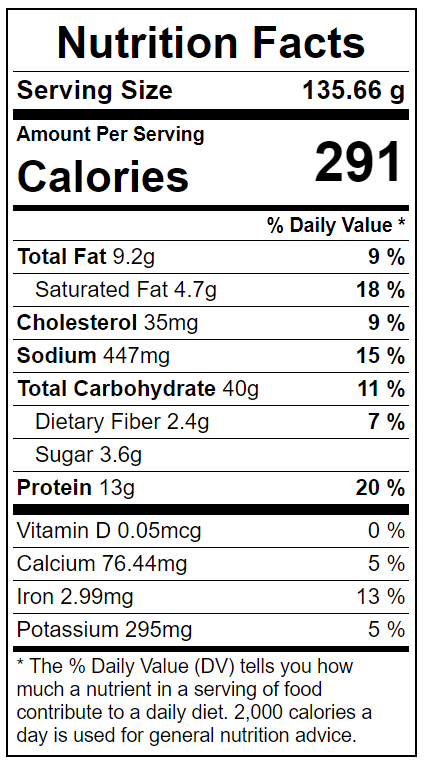 Nutrition Facts
Serving Size 135.66 g
Amount Per Serving
Calories 291
% Daily Value *
Total Fat 9.2g 9 %
Saturated Fat 4.7g 18 %
Cholesterol 35mg 9 %
Sodium 447mg 15 %
Total Carbohydrate 40g 11 %
Dietary Fiber 2.4g 7 %
Sugar 3.6g
Protein 13g 20 %
Vitamin D 0.05mcg 0 %
Calcium 76.44mg 5 %
Iron 2.99mg 13 %
Potassium 295mg 5 %
* The % Daily Value (DV) tells you how
much a nutrient in a serving of food
contribute to a daily diet. 2,000 calories a
day is used for general nutrition advice.